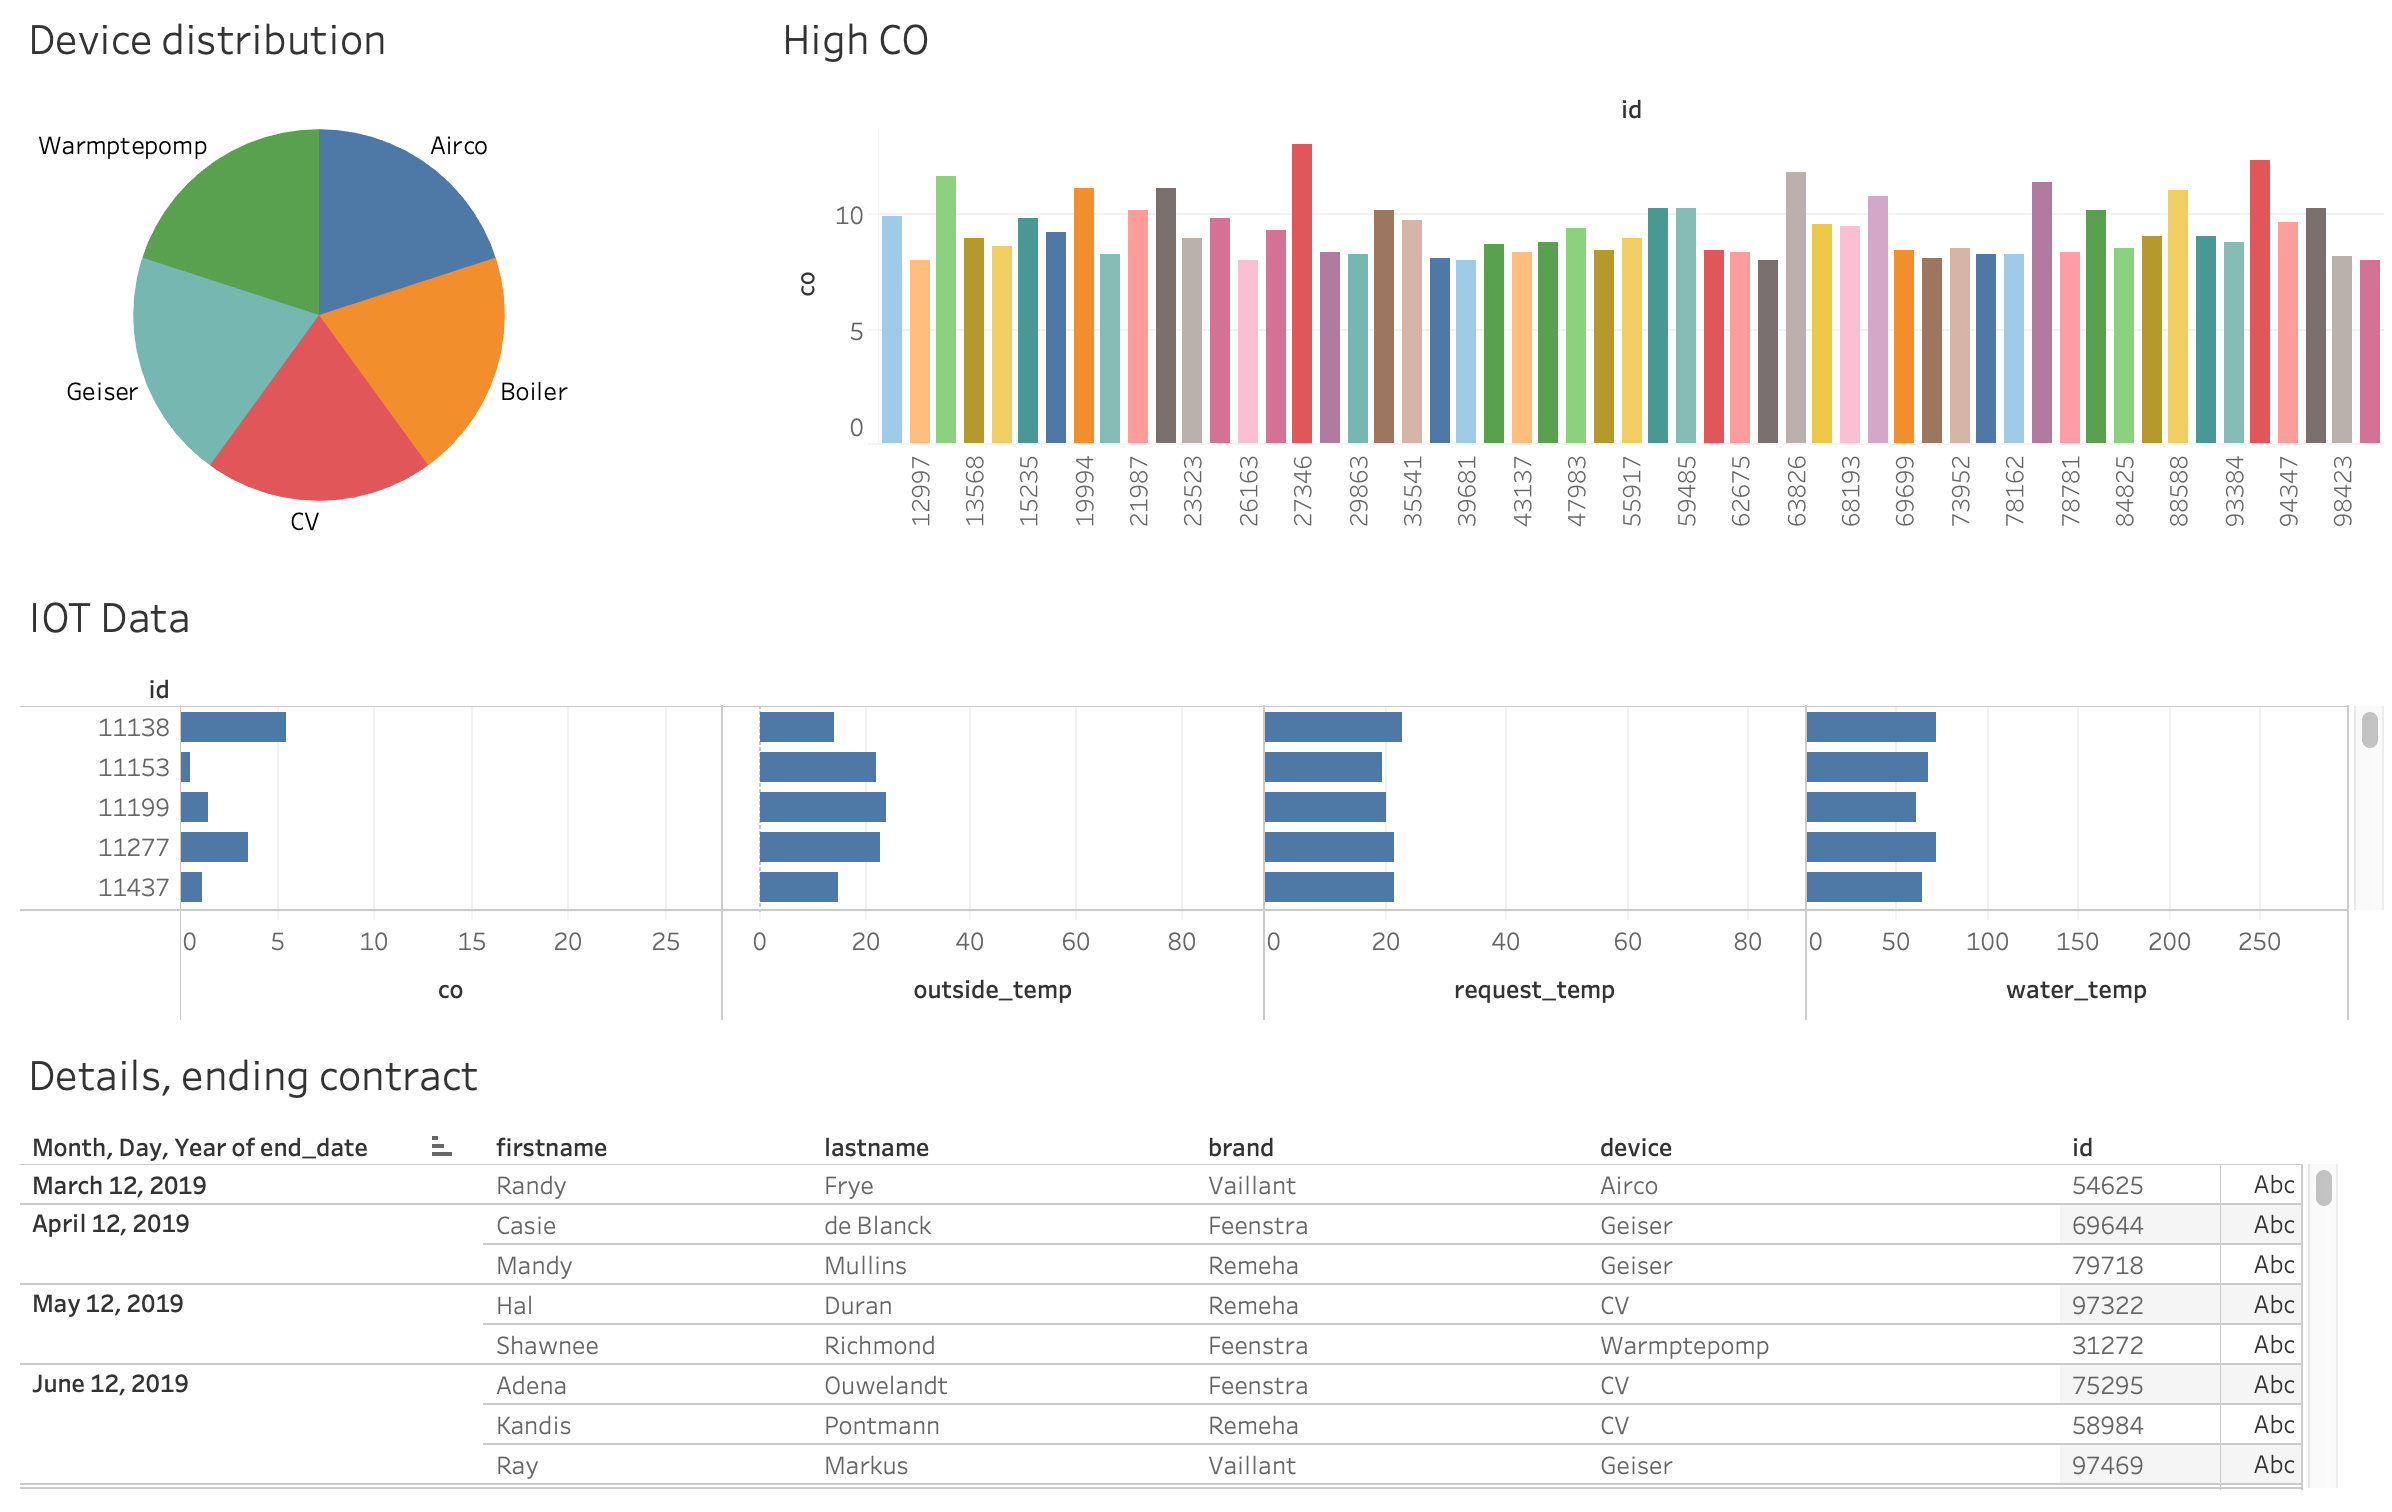 Device distribution
High CO
Warmptepomp
Airco
Geiser
Boiler
CV
id
co
10
5
0
12997 13568 15235 19994 21987 23523 26163 27346 29863 35541 39681 43137 47983 55917 59485 62675 63826 68193 69699 73952 78162 78781 84825 88588 93384 94347 98423
IOT Data
id
11138
11153
11199
11277
11437
0 5 10 15 20 25 0 20 40 60 80 0 20 40 60 80 0 50 100 150 200 250
co outside_temp request_temp water_temp
Details, ending contract
Month, Day, Year of end_date firstname lastname brand device id
March 12, 2019 Randy Frye Vaillant Airco 54625 Abc
April 12, 2019 Casie de Blanck Feenstra Geiser 69644 Abc
Mandy Mullins Remeha Geiser 79718 Abc
May 12, 2019 Hal Duran Remeha CV 97322 Abc
Shawnee Richmond Feenstra Warmptepomp 31272 Abc
June 12, 2019 Adena Ouwelandt Feenstra CV 75295 Abc
Kandis Pontmann Remeha CV 58984 Abc
Ray Markus Vaillant Geiser 97469 Abc